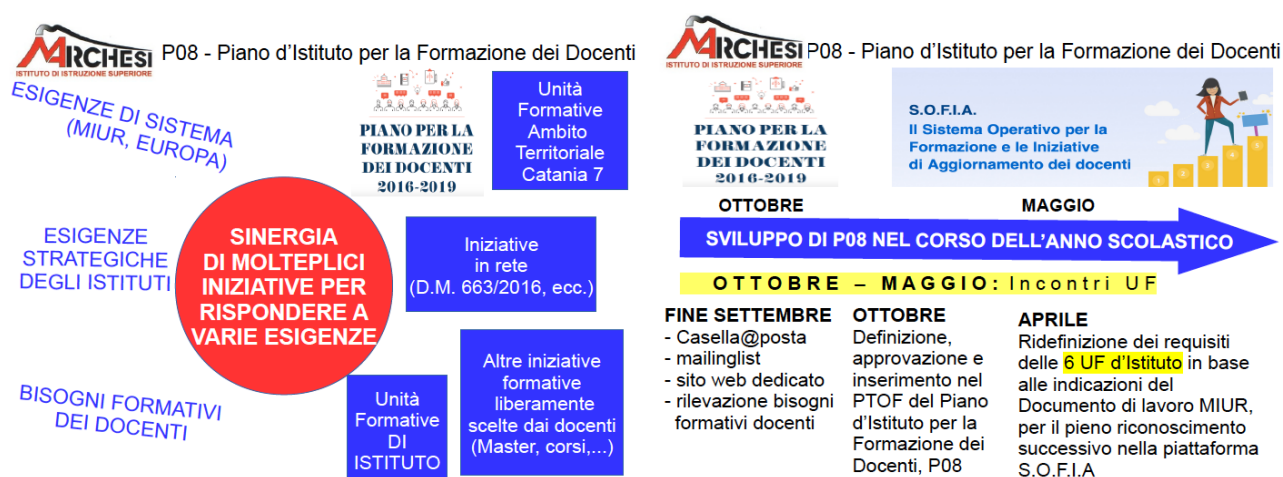 MARCHESI
ISTITUTO DI ISTRUZIONE SUPERIORE
P08 - Piano d'Istituto per la Formazione dei Docenti
ESIGENZE DI SISTEMA
(MIUR, EUROPA)
PIANO PER LA
FORMAZIONE
DEI DOCENTI
2016-2019
Unità
Formative
Ambito
Territoriale
Catania 7
ESIGENZE
STRATEGICHE
DEGLI ISTITUTI
SINERGIA
DI MOLTEPLICI
INIZIATIVE PER
RISPONDERE A
VARIE ESIGENZE
Iniziative
in rete
(D.M. 663/2016, ecc.)
BISOGNI FORMATIVI
DEI DOCENTI
Unità
Formative
DI
ISTITUTO
Altre iniziative
formative
liberamente
scelte dai docenti
(Master, corsi,...)
MARCHESI
ISTITUTO DI ISTRUZIONE SUPERIORE
P08 - Piano d'Istituto per la Formazione dei Docenti
PIANO PER LA
FORMAZIONE
DEI DOCENTI
2016-2019
S.O.F.I.A.
Il Sistema Operativo per la
Formazione e le Iniziative
di Aggiornamento dei docenti
OTTOBRE MAGGIO
SVILUPPO DI P08 NEL CORSO DELL'ANNO SCOLASTICO
OTTOBRE – MAGGIO: Incontri UF
FINE SETTEMBRE
- Casella@posta
- mailinglist
- sito web dedicato
- rilevazione bisogni
formativi docenti
OTTOBRE
Definizione,
approvazione e
inserimento nel
PTOF del Piano
d'Istituto per la
Formazione dei
Docenti, P08
APRILE
Ridefinizione dei requisiti
delle 6 UF d'Istituto in base
alle indicazioni del
Documento di lavoro MIUR,
per il pieno riconoscimento
successivo nella piattaforma
S.O.F.I.A